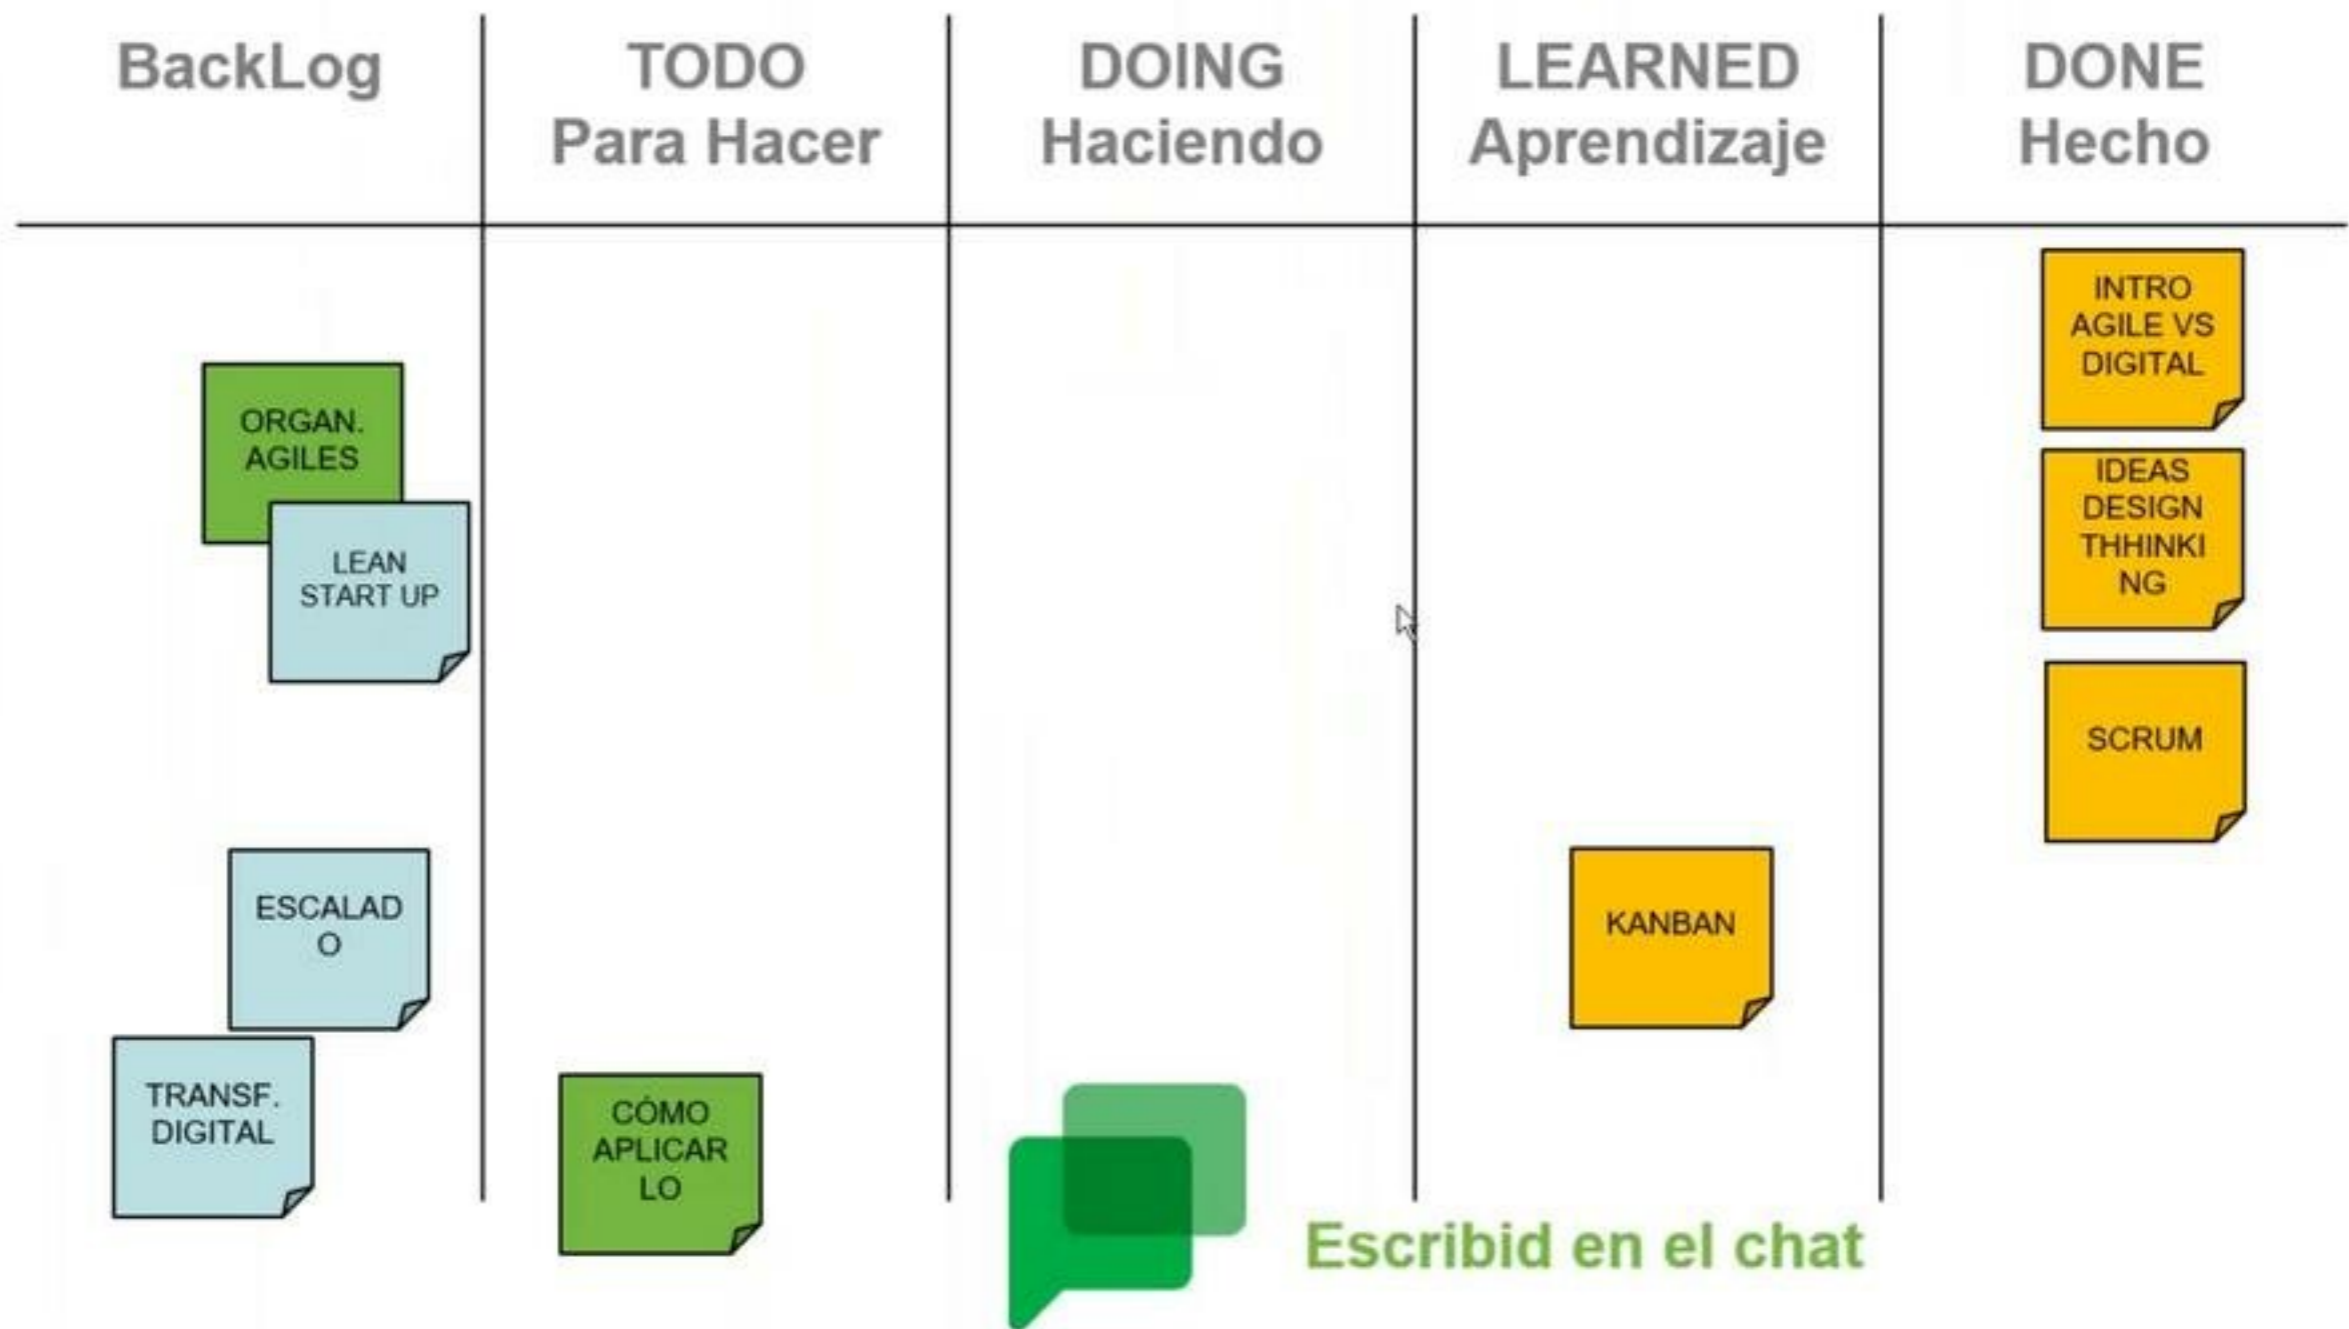 BackLog
TODO
Para Hacer
DOING
Haciendo
LEARNED
Aprendizaje
DONE
Hecho
ORGAN.
AGILES
LEAN
START UP
ESCALAD
O
TRANSF.
DIGITAL
CÓMO
APLICAR
LO
KANBAN
INTRO
AGILE VS
DIGITAL
IDEAS
DESIGN
THHINKI
NG
SCRUM
Escribid en el chat